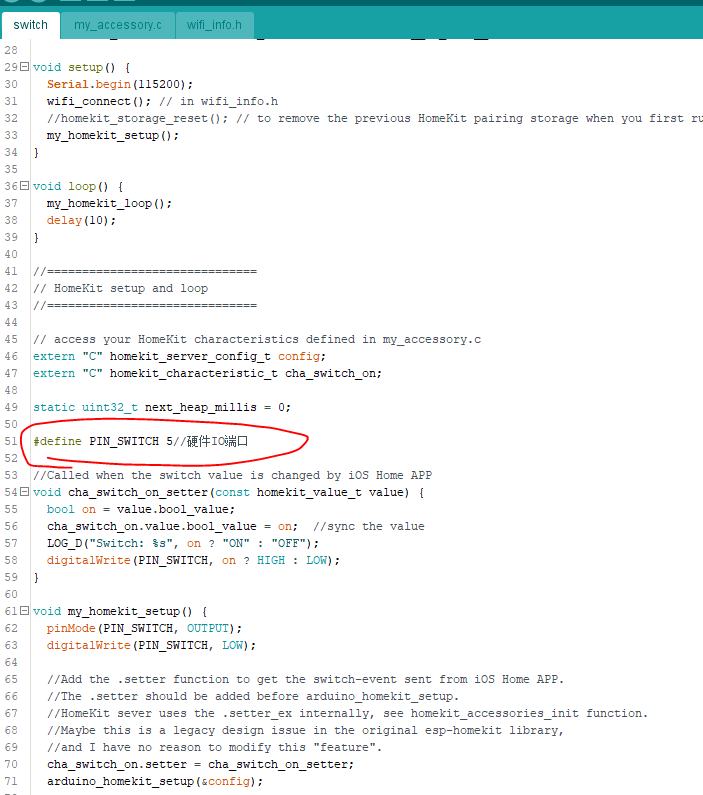 switch my_accessory.c wifi_info.h
28
29 void setup() {
30 Serial.begin(115200);
31 wifi_connect(); // in wifi_info.h
32 //homekit_storage_reset(); // to remove the previous HomeKit pairing storage when you first ru
33 my_homekit_setup();
34 }
35
36 void loop() {
37 my_homekit_loop();
38 delay(10);
39 }
40
41 //==============================
42 // HomeKit setup and loop
43 //==============================
44
45 // access your HomeKit characteristics defined in my_accessory.c
46 extern "C" homekit_server_config_t config;
47 extern "C" homekit_characteristic_t cha_switch_on;
48
49 static uint32_t next_heap_millis = 0;
50
51 #define PIN_SWITCH 5//硬件IO端口
52
53 //Called when the switch value is changed by iOS Home APP
54 void cha_switch_on_setter(const homekit_value_t value) {
55 bool on = value.bool_value;
56 cha_switch_on.value.bool_value = on;  //sync the value
57 LOG_D("Switch: %s", on ? "ON" : "OFF");
58 digitalWrite(PIN_SWITCH, on ? HIGH : LOW);
59 }
60
61 void my_homekit_setup() {
62 pinMode(PIN_SWITCH, OUTPUT);
63 digitalWrite(PIN_SWITCH, LOW);
64
65 //Add the .setter function to get the switch-event sent from iOS Home APP.
66 //The .setter should be added before arduino_homekit_setup.
67 //HomeKit sever uses the .setter_ex internally, see homekit_accessories_init function.
68 //Maybe this is a legacy design issue in the original esp-homekit library,
69 //and I have no reason to modify this "feature".
70 cha_switch_on.setter = cha_switch_on_setter;
71 arduino_homekit_setup(&config);